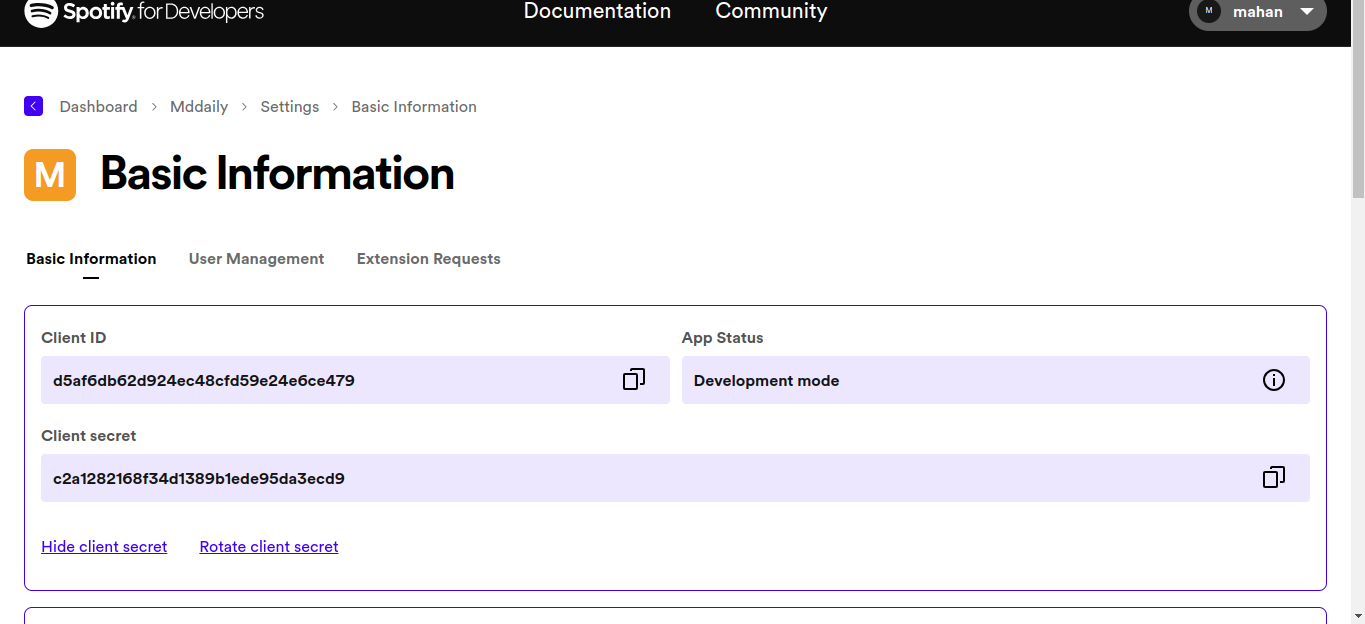 Spotify for Developers Documentation Community M mahan
Dashboard > Mddaily > Settings > Basic Information
M Basic Information
Basic Information User Management Extension Requests
Client ID App Status
d5af6db62d924ec48cfd59e24e6ce479 Development mode
Client secret
c2a1282168f34d1389b1ede95da3ecd9
Hide client secret Rotate client secret